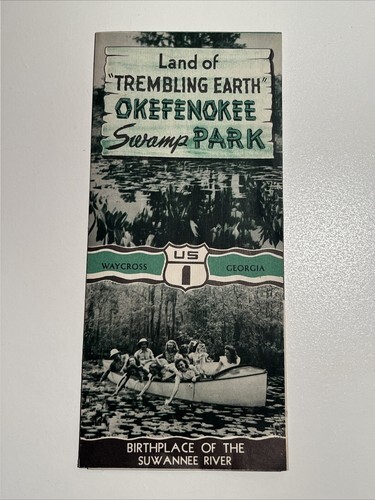 Land of
"TREMBLING EARTH"
OKEFENOKEE
Swamp PARK
US
1
WAYCROSS
GEORGIA
BIRTHPLACE OF THE
SUWANNEE RIVER